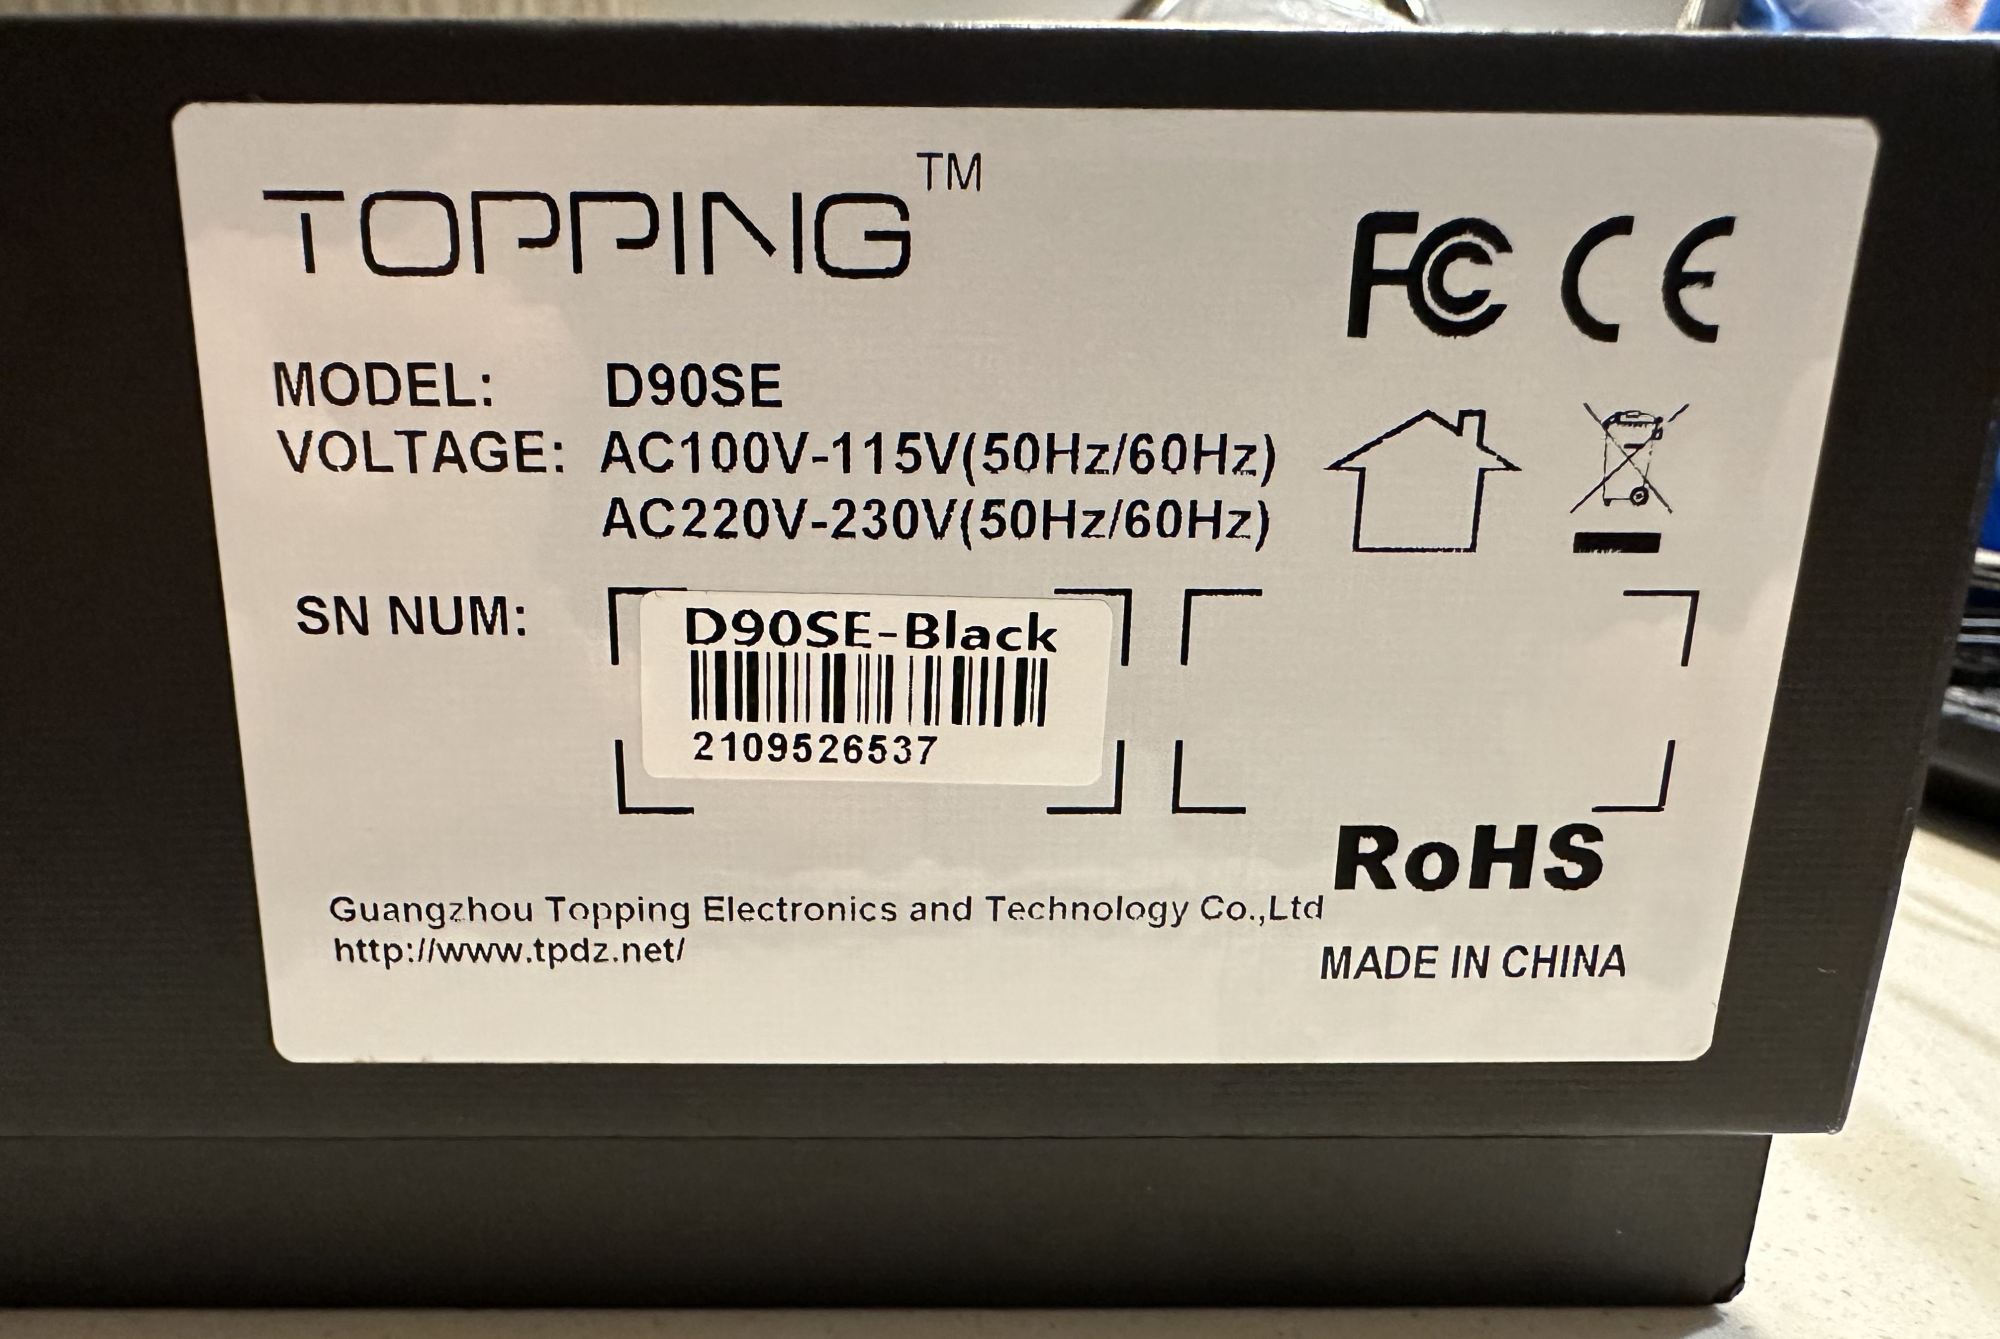 TOPPING™
FC CE
MODEL: D90SE
VOLTAGE: AC100V-115V(50Hz/60Hz)
AC220V-230V(50Hz/60Hz)
SN NUM: D90SE-Black
2109526537
RoHS
Guangzhou Topping Electronics and Technology Co.,Ltd
http://www.tpdz.net/
MADE IN CHINA